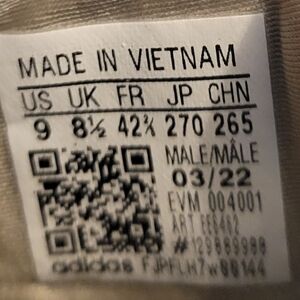 MADE IN VIETNAM
US UK FR JP CHN
9 8½ 42⅔ 270 265
MALE/MÂLE
03/22
EVM 004001
ART
adidas